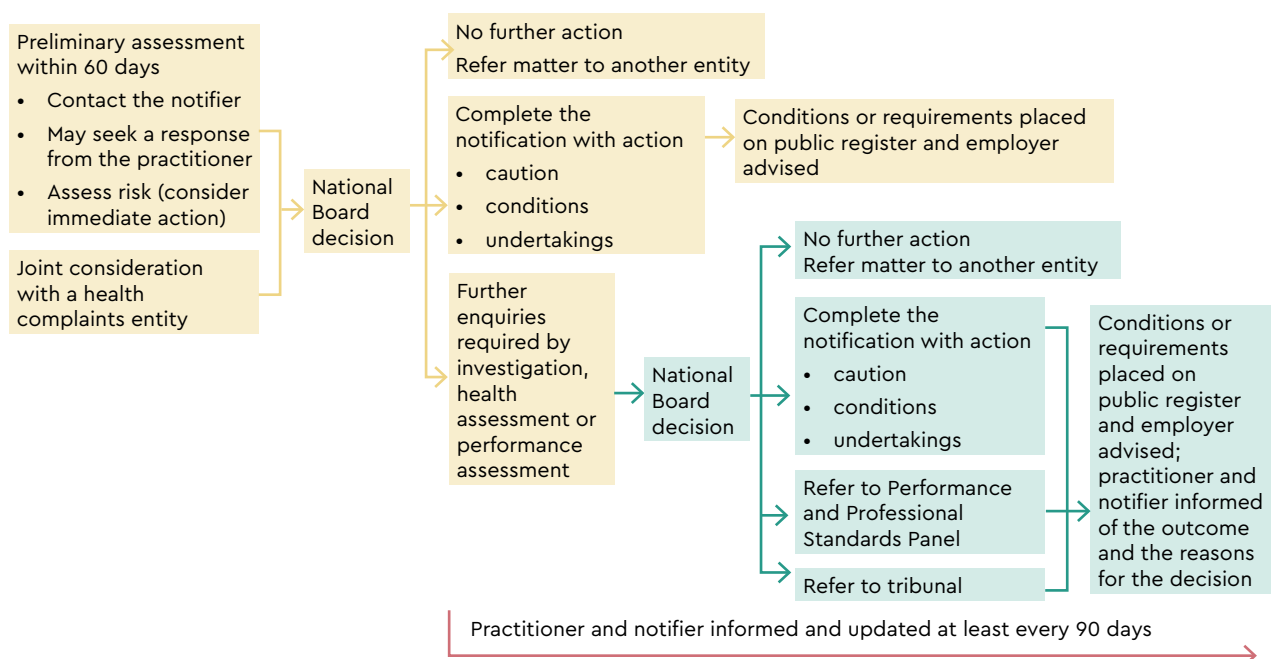 Preliminary assessment
within 60 days
• Contact the notifier
• May seek a response
from the practitioner
• Assess risk (consider
immediate action)
Joint consideration
with a health
complaints entity
National
Board
decision
No further action
Refer matter to another entity
Complete the
notification with action
• caution
• conditions
• undertakings
Conditions or requirements placed
on public register and employer
advised
Further
enquiries
required by
investigation,
health
assessment or
performance
assessment
National
Board
decision
No further action
Refer matter to another entity
Complete the
notification with action
• caution
• conditions
• undertakings
Refer to Performance
and Professional
Standards Panel
Refer to tribunal
Conditions or
requirements
placed on
public register
and employer
advised;
practitioner and
notifier informed
of the outcome
and the reasons
for the decision
Practitioner and notifier informed and updated at least every 90 days